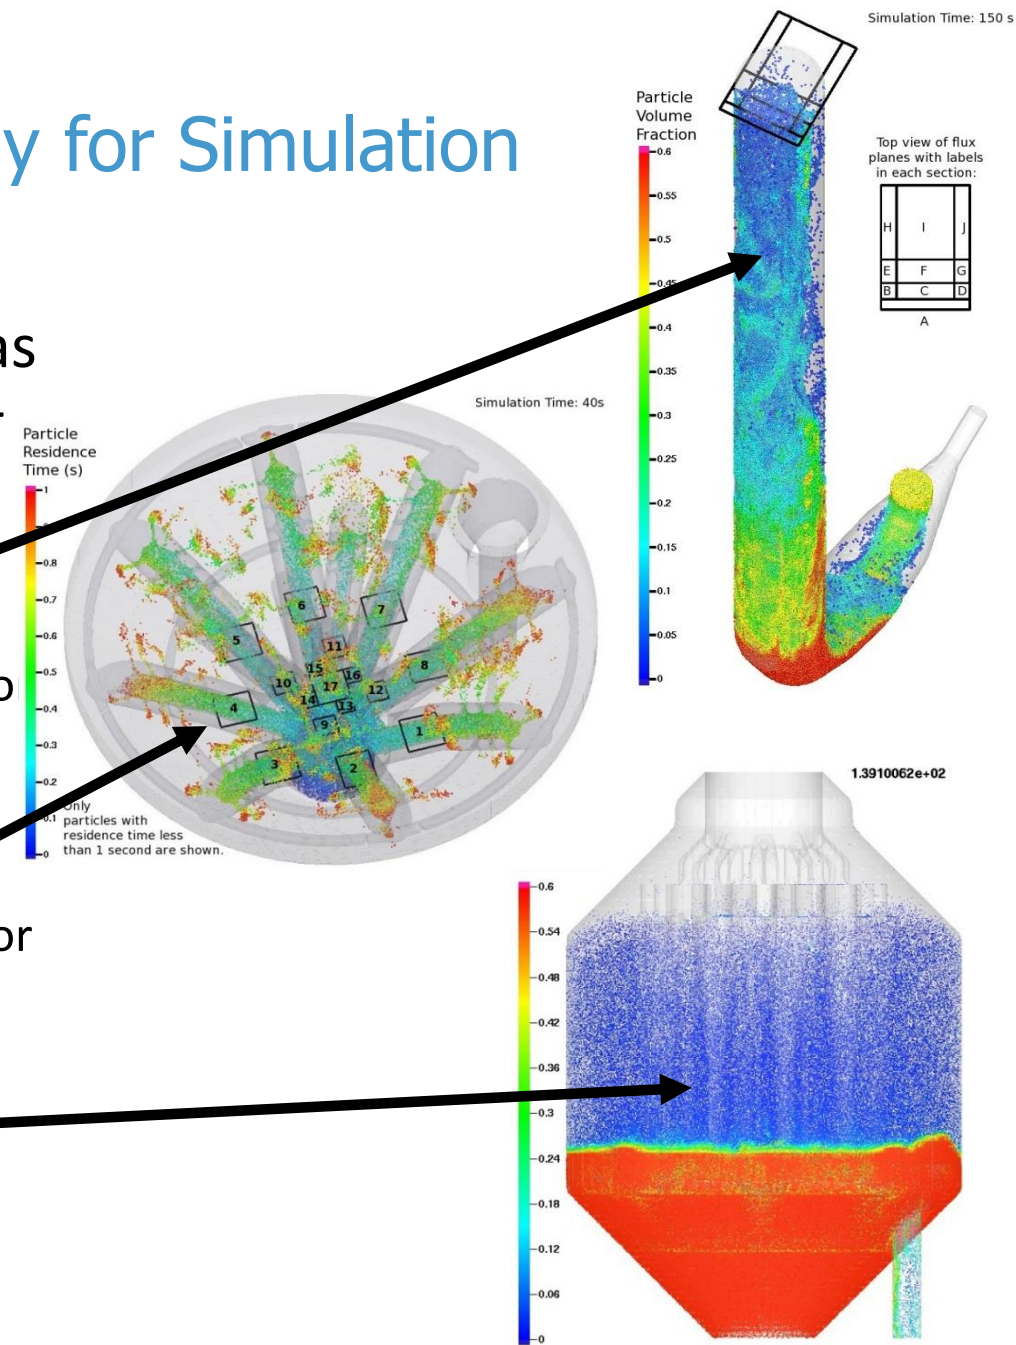 Simulation Time: 150 s
y for Simulation
Particle
Volume
Fraction
0.6
0.55
0.5
0.45
0.4
0.35
0.3
0.25
0.2
0.15
0.1
0.05
0
Top view of flux
planes with labels
in each section:
H I J
E F G
B C D
A
as
Simulation Time: 40s
Particle
Residence
Time (s)
1
0.8
0.7
0.6
0.5
0.4
0.3
0.2
0.1
0
6
7
5
11
15
16
8
10
17
12
14
13
4
9
1
3
2
Only
particles with
residence time less
than 1 second are shown.
or
1.3910062e+02
0.6
0.54
0.48
0.42
0.36
0.3
0.24
0.18
0.12
0.06
0